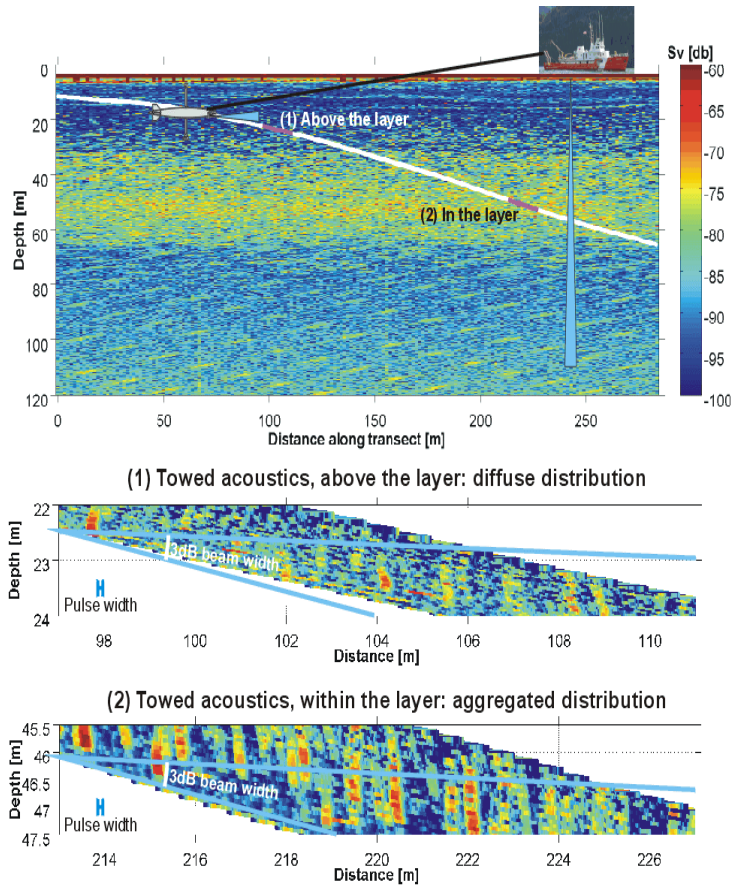 Sv [db]
0
20
40
60
80
100
120
Depth [m]
(1) Above the layer
(2) In the layer
-60
-65
-70
-75
-80
-85
-90
-95
-100
0
50
100
150
200
250
Distance along transect [m]
(1) Towed acoustics, above the layer: diffuse distribution
22
23
24
Depth [m]
3dB beam width
Pulse width
98
100
102
104
106
108
110
Distance [m]
(2) Towed acoustics, within the layer: aggregated distribution
45.5
46
46.5
47
47.5
Depth [m]
3dB beam width
Pulse width
214
216
218
220
222
224
226
Distance [m]